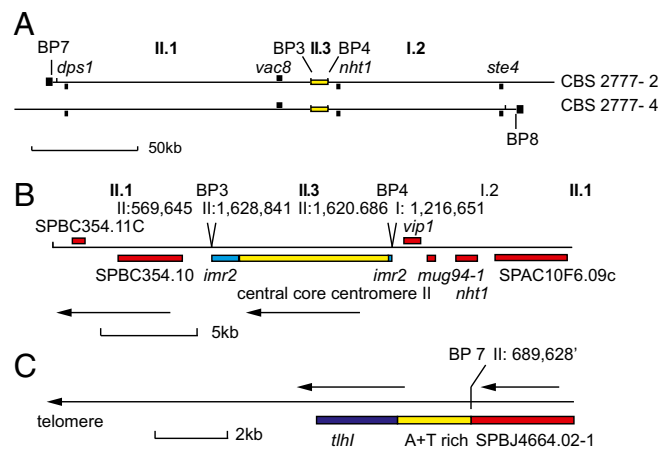 A
II.1 BP3 II.3 BP4 I.2
BP7
dps1 vac8 nht1 ste4
CBS 2777- 2
CBS 2777- 4
BP8
50kb
B
II.1 BP3 II.3 BP4 I.2 II.1
II:569,645 II:1,628,841 II:1,620.686 I: 1,216,651
SPBC354.11C vip1
SPBC354.10 imr2 imr2 mug94-1 SPAC10F6.09c
central core centromere II nht1
5kb
C
BP 7 II: 689,628'
telomere
2kb
tlhI A+T rich SPBJ4664.02-1